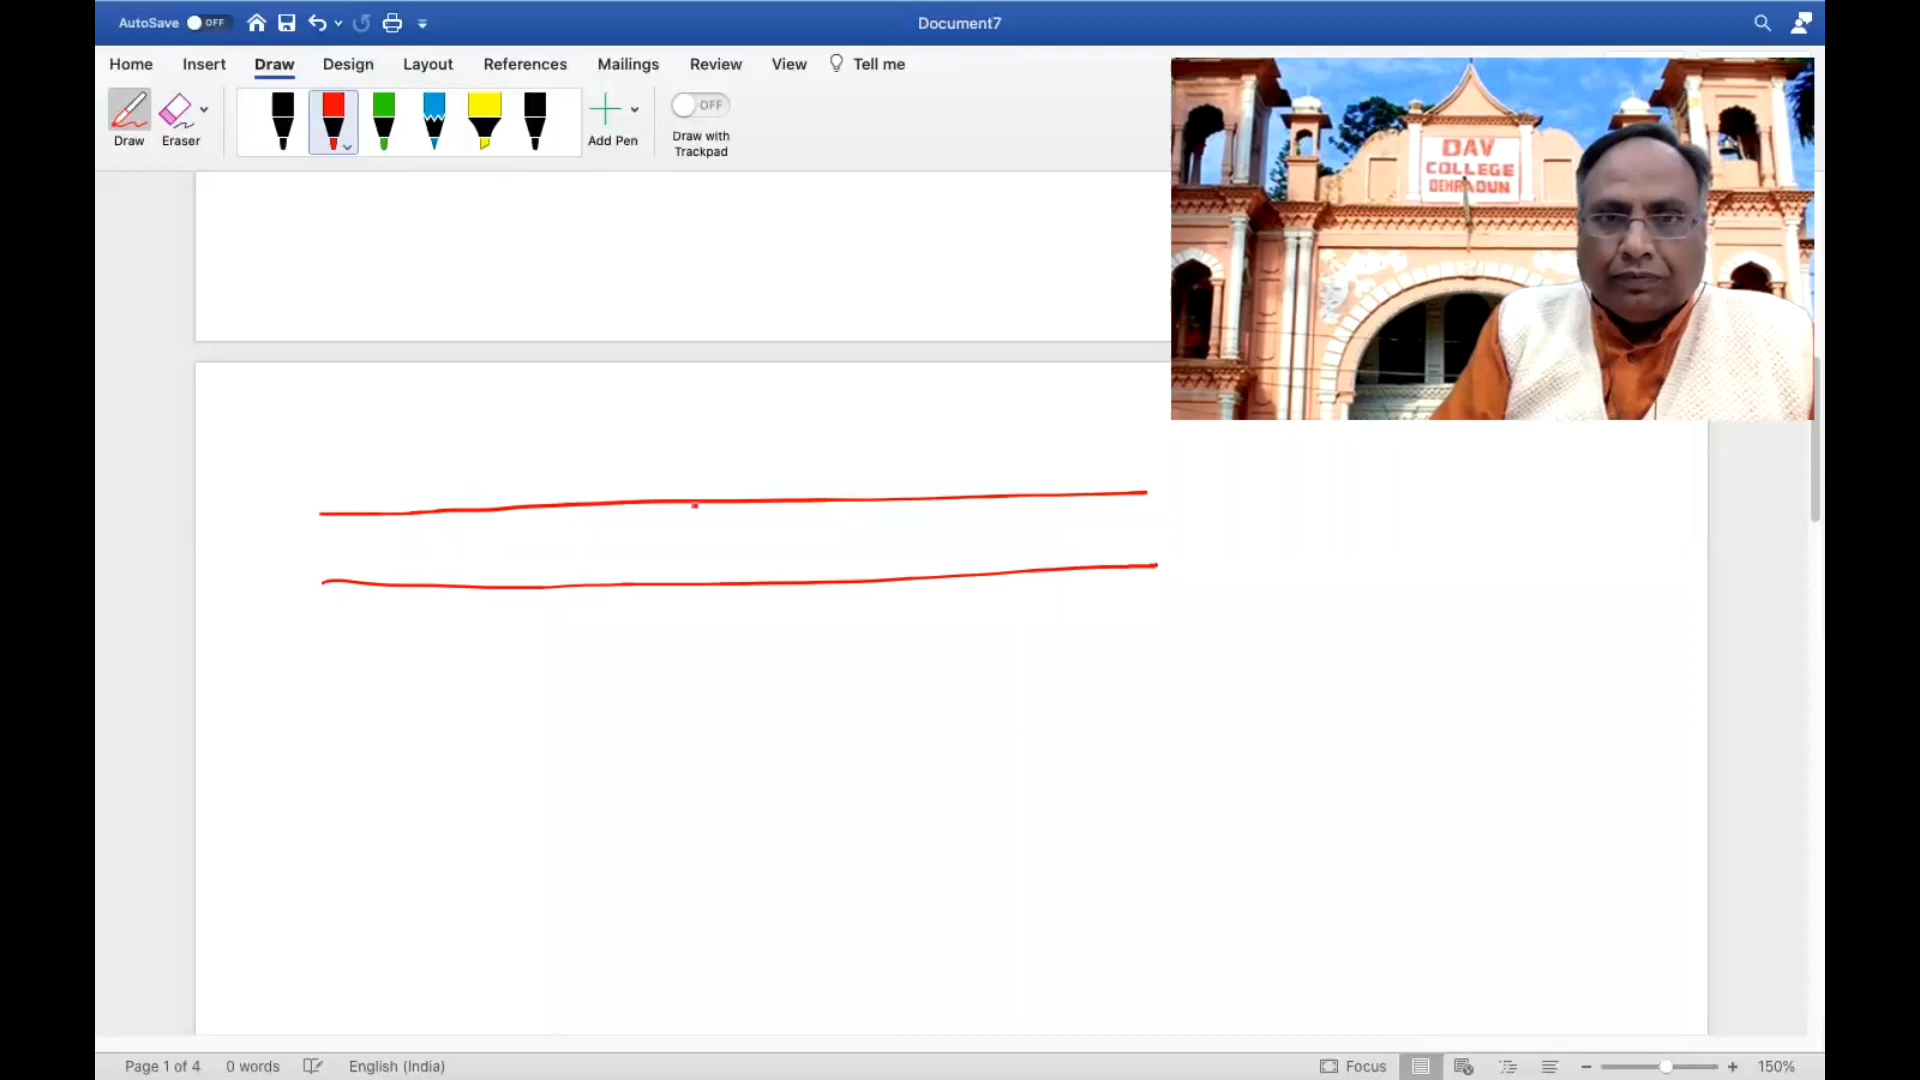 AutoSave OFF
Document7
Home Insert Draw Design Layout References Mailings Review View Tell me
OFF
Draw Eraser Add Pen Draw with
Trackpad
DAV
COLLEGE
DEHRADUN
Page 1 of 4 0 words English (India) Focus 150%